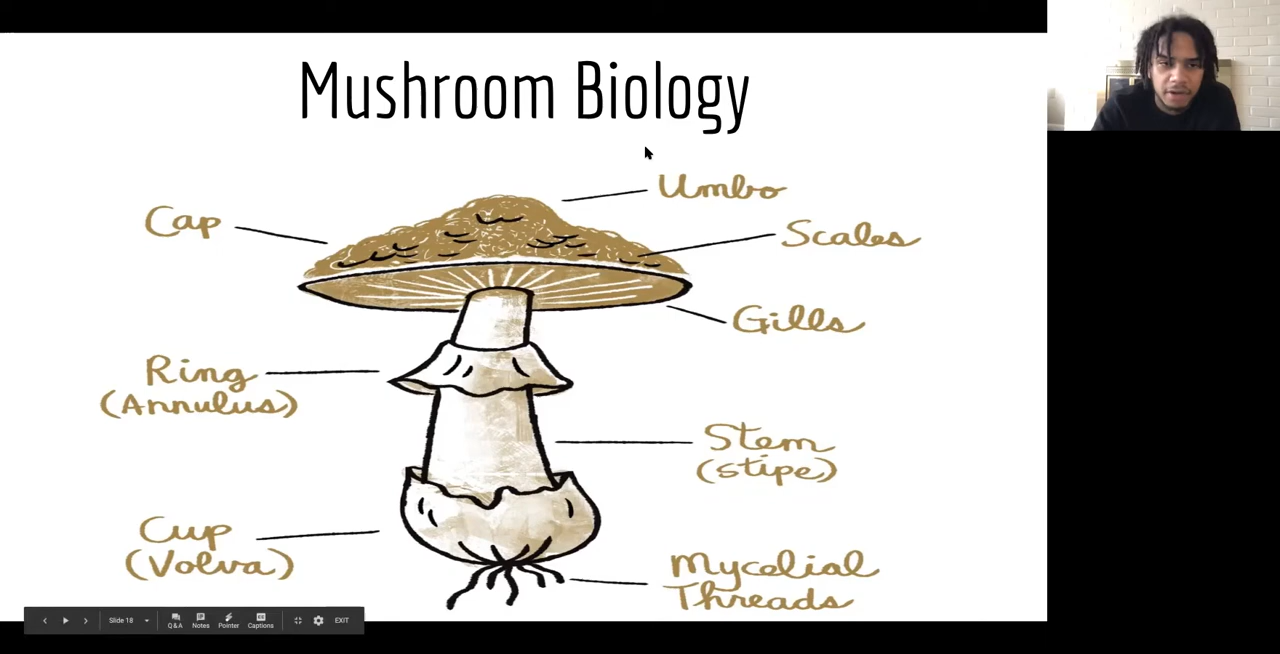 Mushroom Biology
Umbo
Cap
Scales
Gills
Ring
(Annulus)
Stem
(Stipe)
Cup
(Volva)
Mycelial
Threads
Slide 18
Q&A
Notes
Pointer
Captions
EXIT